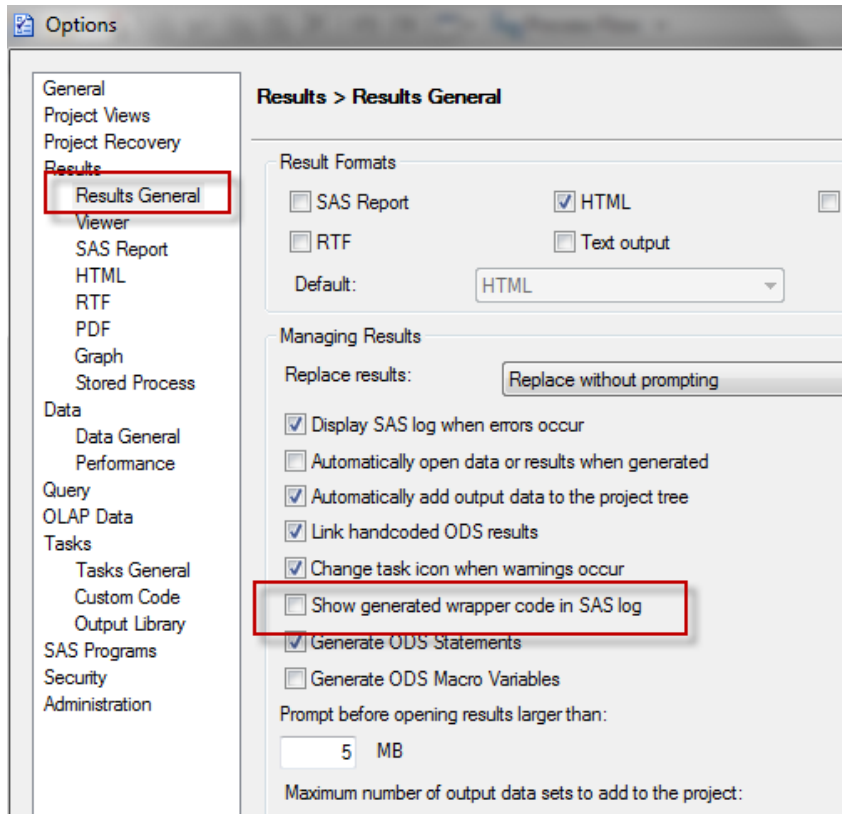 Options
General
Project Views
Project Recovery
Results
Results General
Viewer
SAS Report
HTML
RTF
PDF
Graph
Stored Process
Data
Data General
Performance
Query
OLAP Data
Tasks
Tasks General
Custom Code
Output Library
SAS Programs
Security
Administration
Results > Results General
Result Formats
SAS Report HTML
RTF Text output
Default: HTML
Managing Results
Replace results: Replace without prompting
Display SAS log when errors occur
Automatically open data or results when generated
Automatically add output data to the project tree
Link handcoded ODS results
Change task icon when warnings occur
Show generated wrapper code in SAS log
Generate ODS Statements
Generate ODS Macro Variables
Prompt before opening results larger than:
5 MB
Maximum number of output data sets to add to the project: